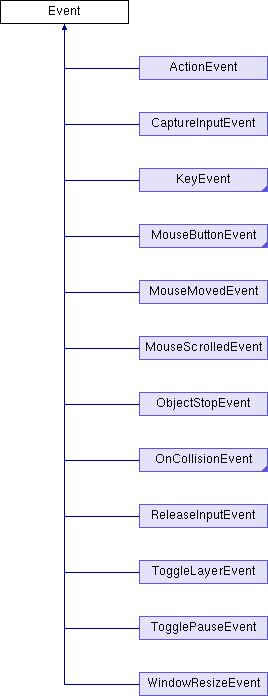 Event
ActionEvent
CaptureInputEvent
KeyEvent
MouseButtonEvent
MouseMovedEvent
MouseScrolledEvent
ObjectStopEvent
OnCollisionEvent
ReleaseInputEvent
ToggleLayerEvent
TogglePauseEvent
WindowResizeEvent